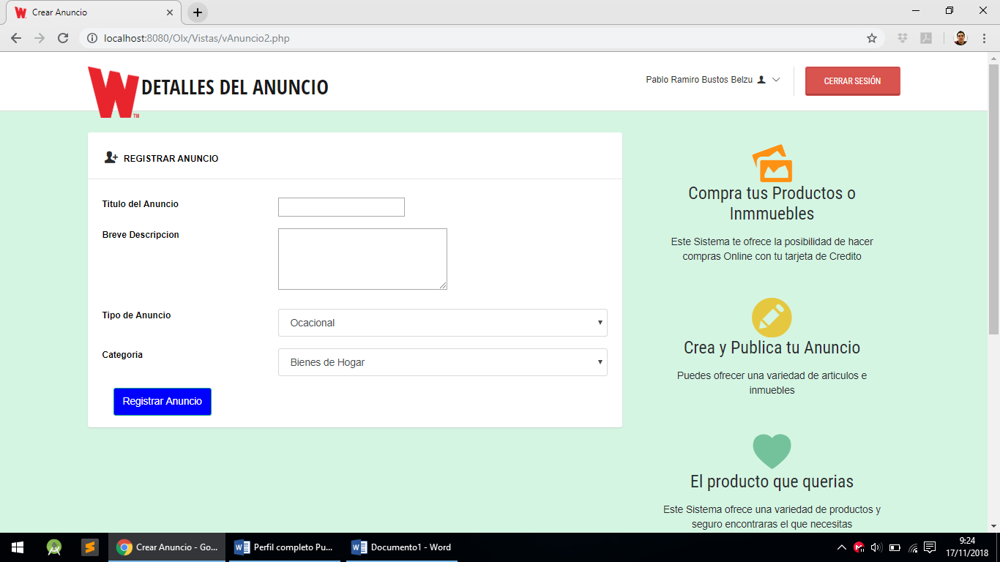 Crear Anuncio
localhost:8080/Olx/Vistas/vAnuncio2.php
W TM
DETALLES DEL ANUNCIO
Pablo Ramiro Bustos Belzu
CERRAR SESIÓN
REGISTRAR ANUNCIO
Titulo del Anuncio
Breve Descripcion
Tipo de Anuncio
Ocacional
Categoria
Bienes de Hogar
Registrar Anuncio
Compra tus Productos o
Inmmuebles
Este Sistema te ofrece la posibilidad de hacer
compras Online con tu tarjeta de Credito
Crea y Publica tu Anuncio
Puedes ofrecer una variedad de articulos e
inmuebles
El producto que querias
Este Sistema ofrece una variedad de productos y
seguro encontraras el que necesitas
Crear Anuncio - Go...
Perfil completo Pu...
Documento1 - Word
9:24
17/11/2018